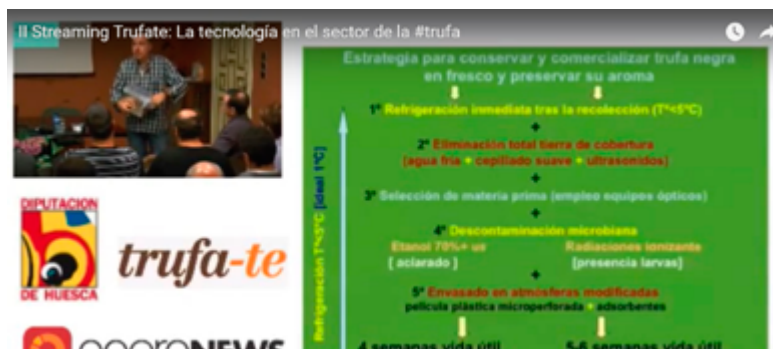 II Streaming Trufate: La tecnología en el sector de la #trufa
Estrategia para conservar y comercializar trufa negra
en fresco y preservar su aroma
1º Refrigeración inmediata tras la recolección (Tª<5ºC)
+
2º Eliminación total tierra de cobertura
(agua fria + cepillado suave + ultrasonidos)
+
3º Selección de materia prima (empleo equipos ópticos)
+
4º Descontaminación microbiana
Etanol 70%+ us
Radiaciones ionizante
[ aclarado ]
[presencia larvas]
+
5º Envasado en atmósferas modificadas
película plástica microperforada + adsorbentes
4 semanas vida útil
5-6 semanas vida útil
Refrigeración Tª<5ºC [ideal 1ºC]
DIPUTACION
DE HUESCA
trufa-te
NEWS